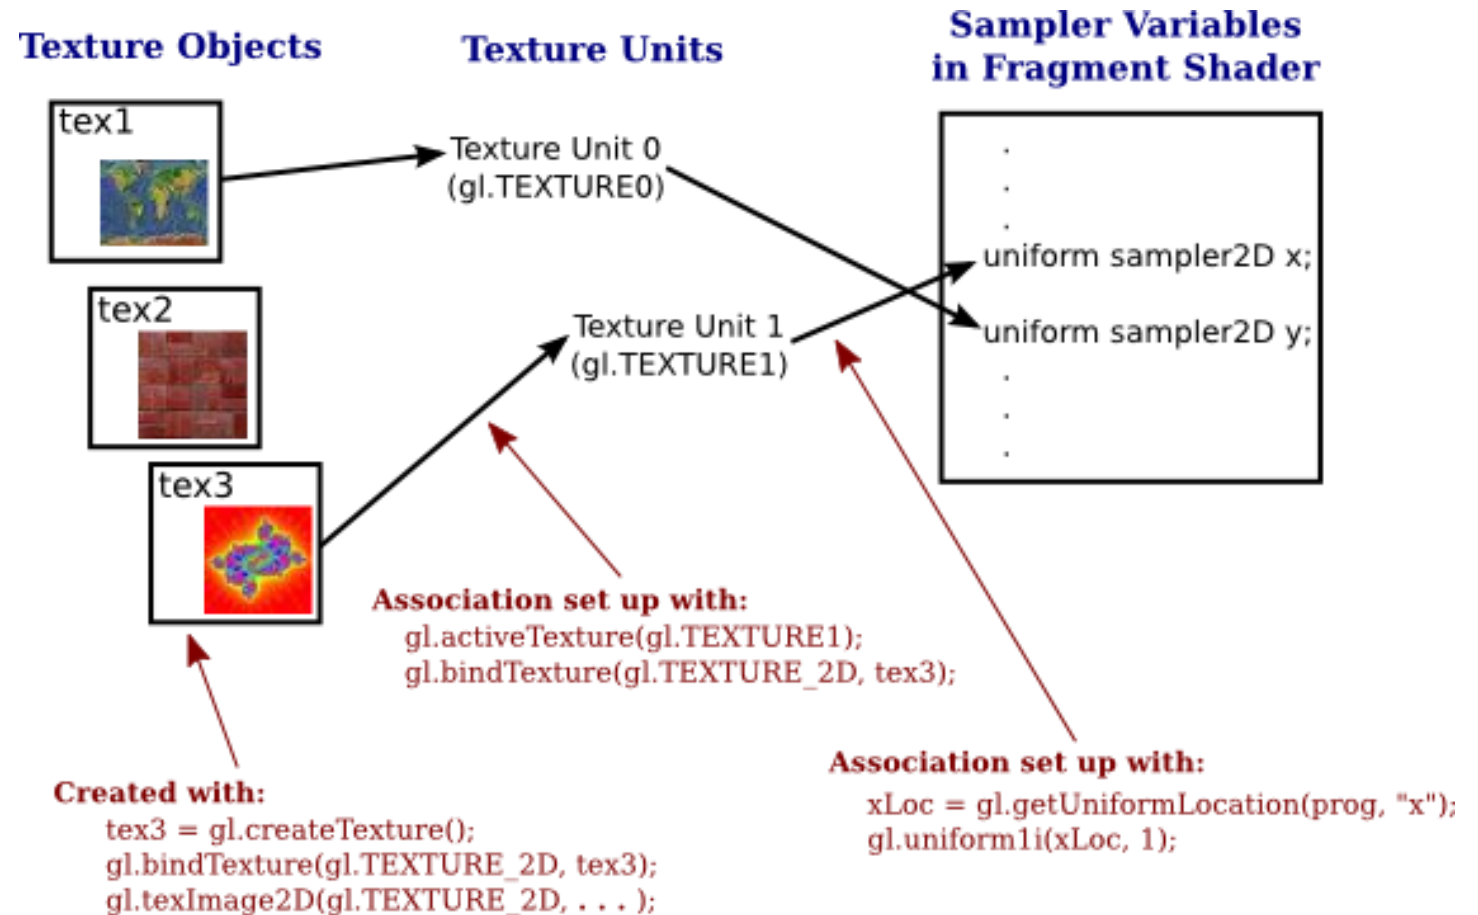 Texture Objects
Texture Units
Sampler Variables
in Fragment Shader
tex1
Texture Unit 0
(gl.TEXTURE0)
.
.
.
uniform sampler2D x;
uniform sampler2D y;
.
.
.
tex2
Texture Unit 1
(gl.TEXTURE1)
tex3
Association set up with:
gl.activeTexture(gl.TEXTURE1);
gl.bindTexture(gl.TEXTURE_2D, tex3);
Association set up with:
xLoc = gl.getUniformLocation(prog, "x");
gl.uniform1i(xLoc, 1);
Created with:
tex3 = gl.createTexture();
gl.bindTexture(gl.TEXTURE_2D, tex3);
gl.texImage2D(gl.TEXTURE_2D, . . . );